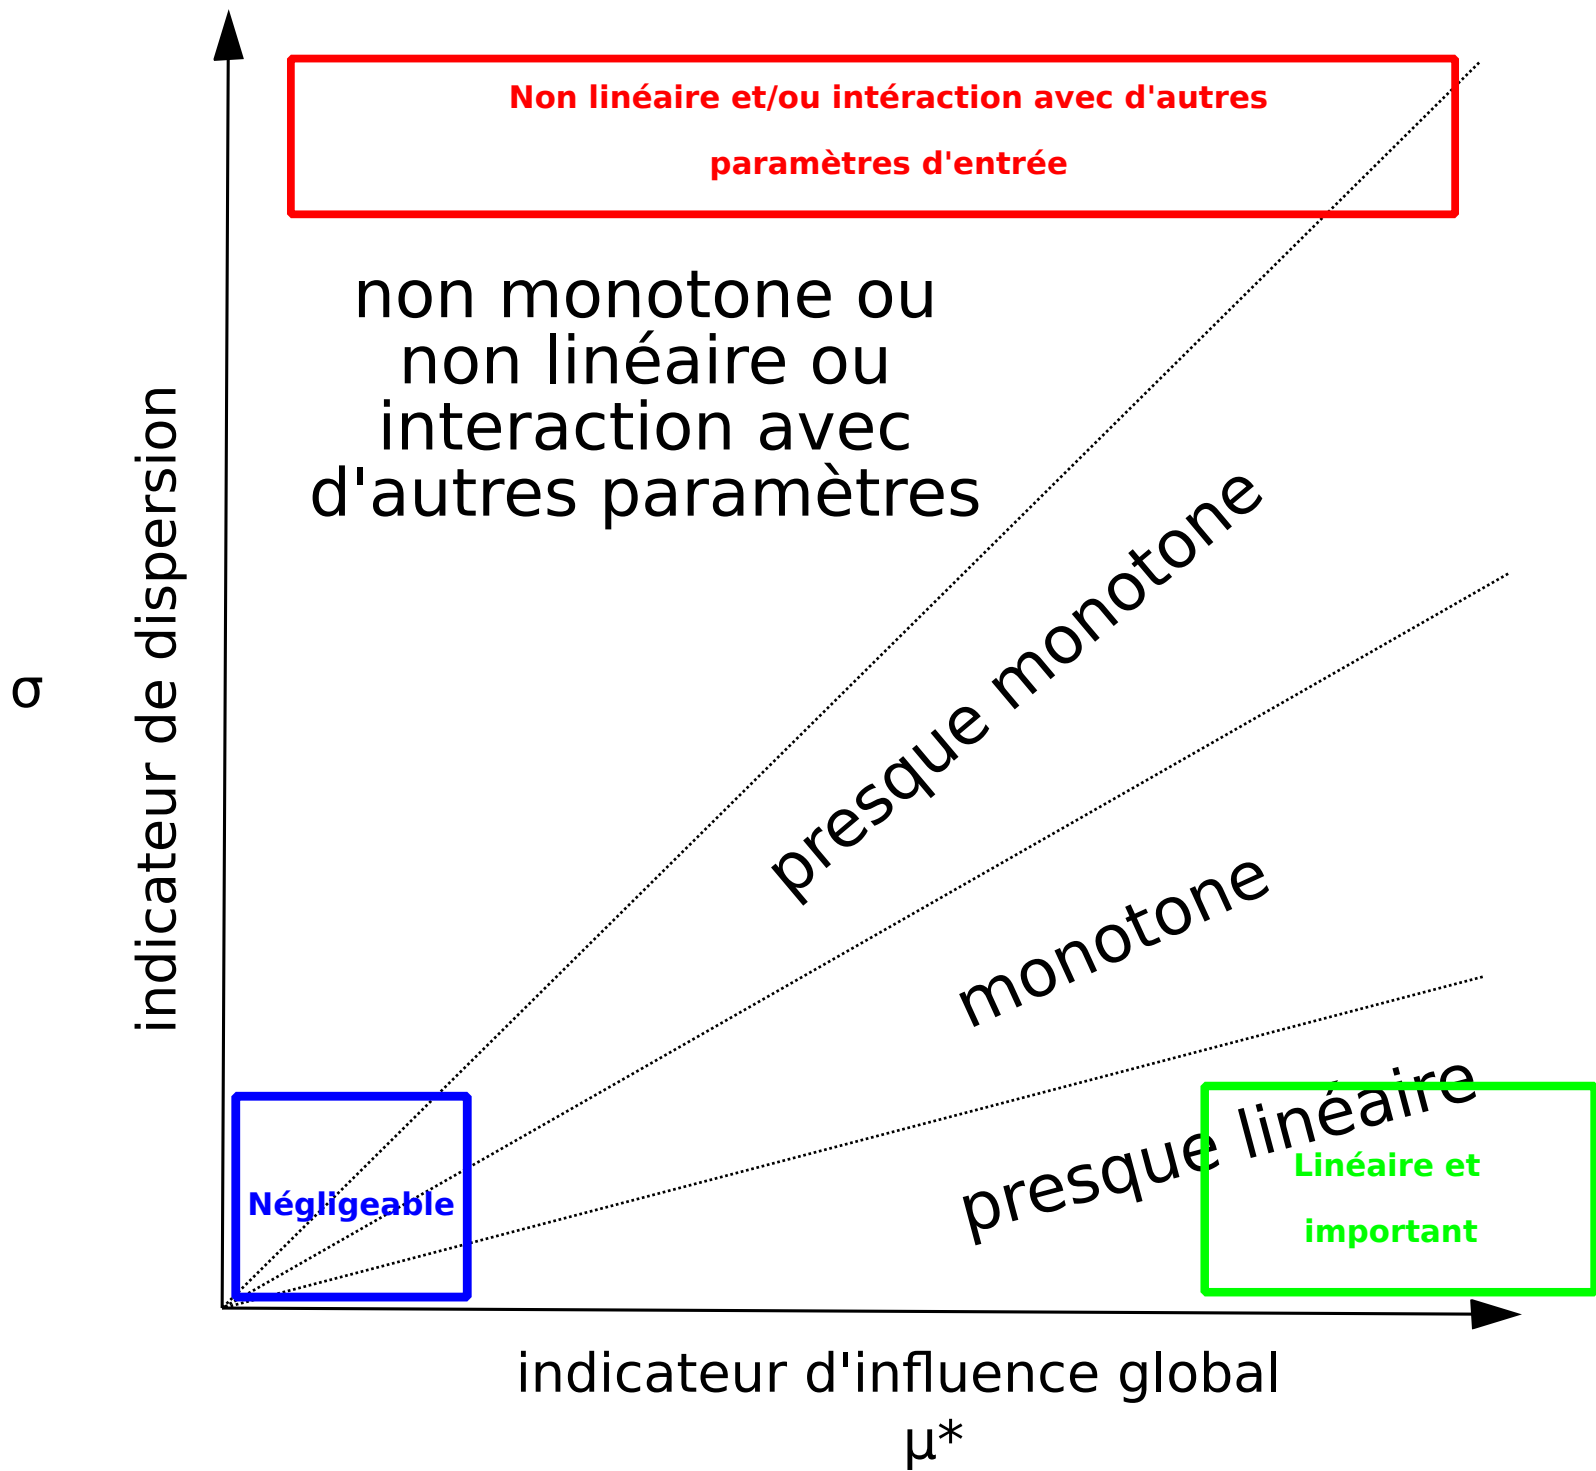 Non linéaire et/ou intéraction avec d'autres
paramètres d'entrée
non monotone ou
non linéaire ou
interaction avec
d'autres paramètres
presque monotone
monotone
presque linéaire
Linéaire et
important
Négligeable
σ
indicateur de dispersion
indicateur d'influence global
μ*